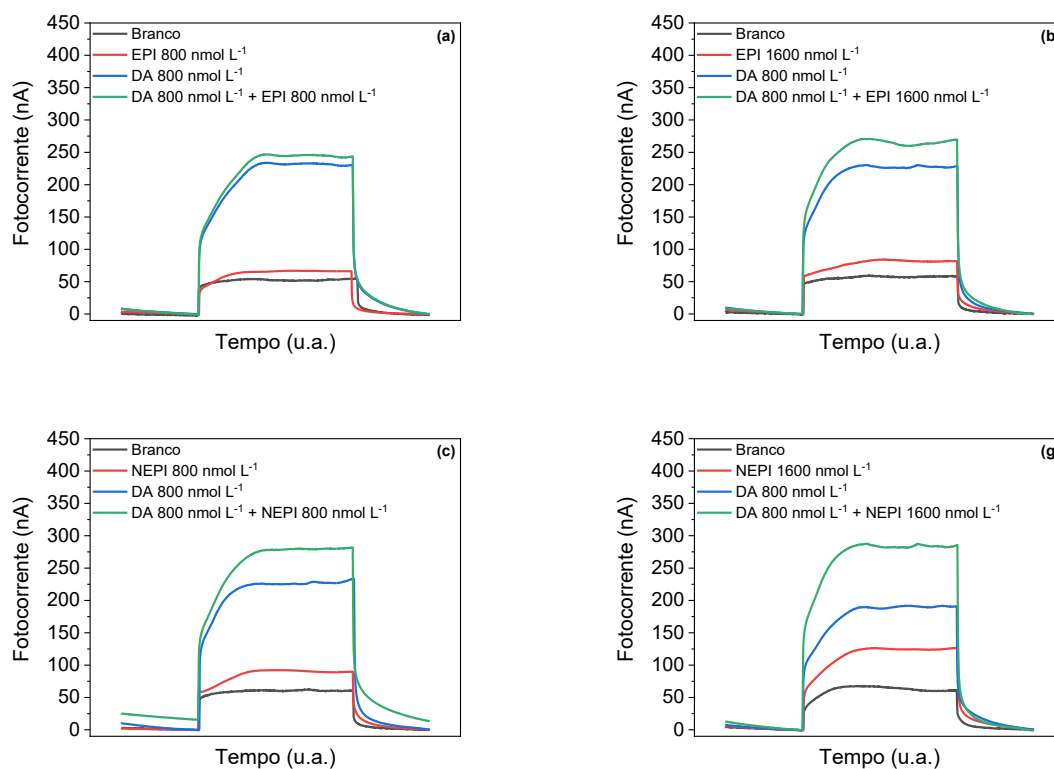 450
400
350
300
250
200
150
100
50
0
Fotocorrente (nA)
Branco
EPI 800 nmol L⁻¹
DA 800 nmol L⁻¹
DA 800 nmol L⁻¹ + EPI 800 nmol L⁻¹
(a)
Tempo (u.a.)
450
400
350
300
250
200
150
100
50
0
Fotocorrente (nA)
Branco
EPI 1600 nmol L⁻¹
DA 800 nmol L⁻¹
DA 800 nmol L⁻¹ + EPI 1600 nmol L⁻¹
(b
Tempo (u.a.)
450
400
350
300
250
200
150
100
50
0
Fotocorrente (nA)
Branco
NEPI 800 nmol L⁻¹
DA 800 nmol L⁻¹
DA 800 nmol L⁻¹ + NEPI 800 nmol L⁻¹
(c)
Tempo (u.a.)
450
400
350
300
250
200
150
100
50
0
Fotocorrente (nA)
Branco
NEPI 1600 nmol L⁻¹
DA 800 nmol L⁻¹
DA 800 nmol L⁻¹ + NEPI 1600 nmol L⁻¹
(g
Tempo (u.a.)